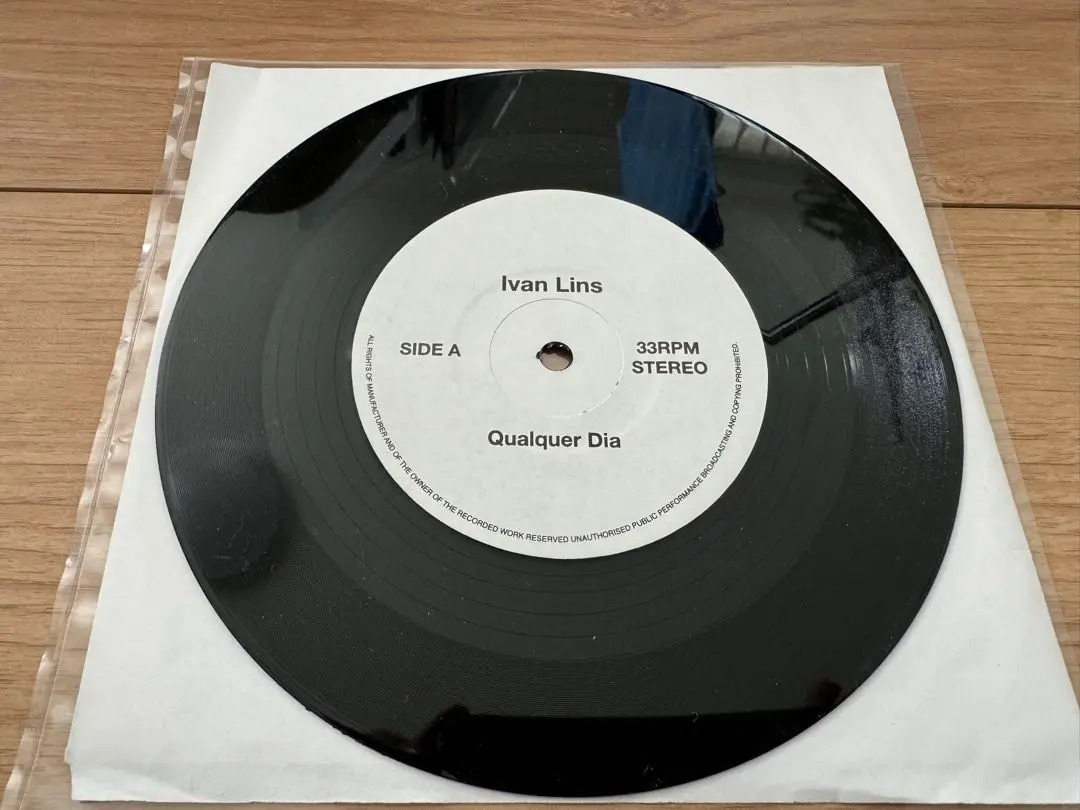 Ivan Lins
SIDE A
33RPM
STEREO
Qualquer Dia
ALL RIGHTS OF MANUFACTURER AND OF THE OWNER OF THE RECORDED WORK RESERVED UNAUTHORISED PUBLIC PERFORMANCE BROADCASTING AND COPYING PROHIBITED.